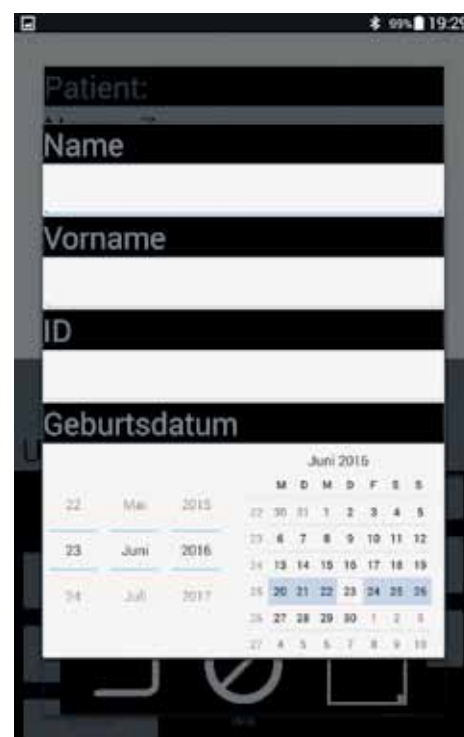 99% 19:29
Patient:
Name
Vorname
ID
Geburtsdatum
Juni 2016
M D M D F S S
22 Mai 2015
22 30 31 1 2 3 4 5
23 6 7 8 9 10 11 12
23 Juni 2016
24 13 14 15 16 17 18 19
24 Juli 2017
25 20 21 22 23 24 25 26
26 27 28 29 30 1 2 3
27 4 5 6 7 8 9 10